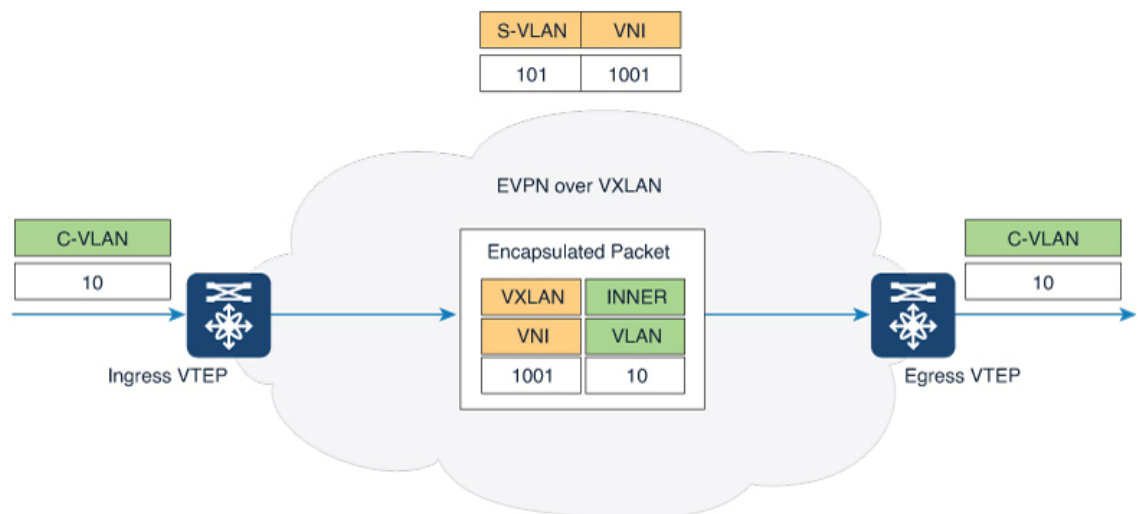 S-VLAN VNI
101 1001
EVPN over VXLAN
C-VLAN
10
Ingress VTEP
Encapsulated Packet
VXLAN INNER
VNI VLAN
1001 10
C-VLAN
10
Egress VTEP